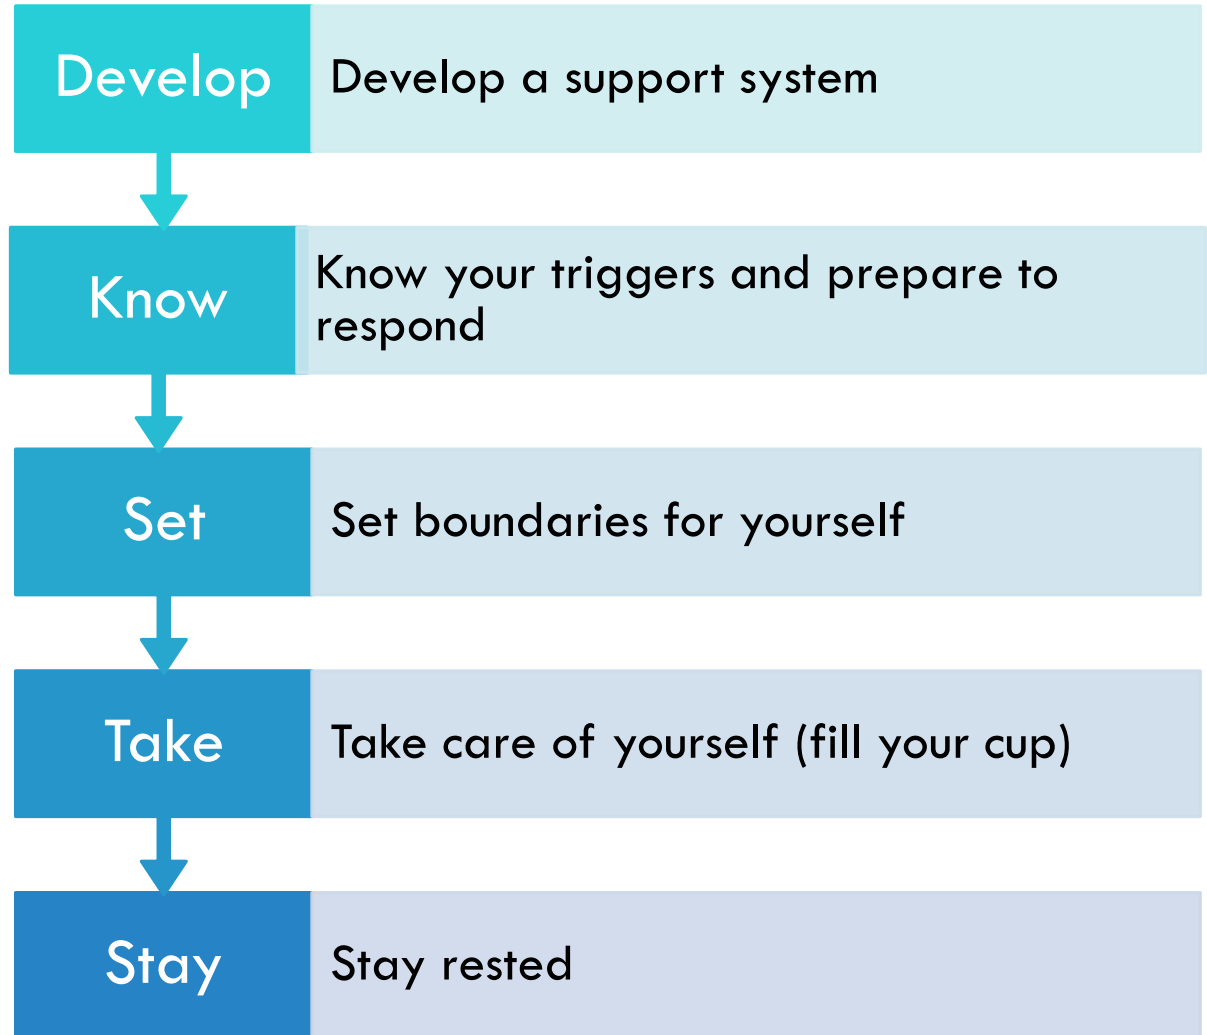 Develop
Develop a support system
Know
Know your triggers and prepare to
respond
Set
Set boundaries for yourself
Take
Take care of yourself (fill your cup)
Stay
Stay rested